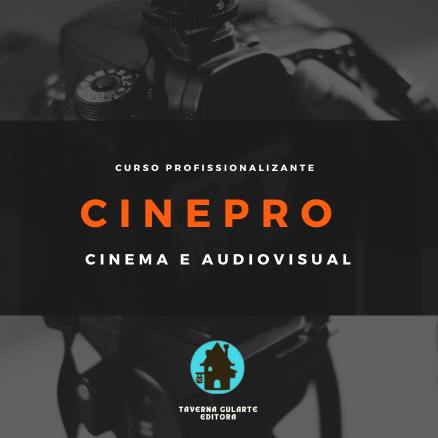 CURSO PROFISSIONALIZANTE
CINEPRO
CINEMA E AUDIOVISUAL
TAVERNA GULARTE
EDITORA